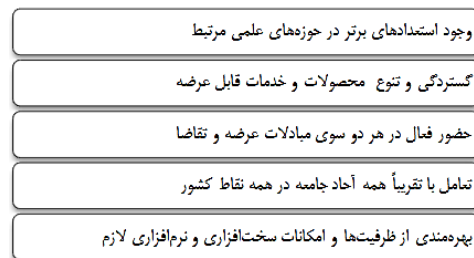 وجود استعدادهای برتر در حوزه‌های علمی مرتبط
گستردگی و تنوع محصولات و خدمات قابل عرضه
حضور فعال در هر دو سوی مبادلات عرضه و تقاضا
تعامل با تقریباً همه آحاد جامعه در همه نقاط کشور
بهره‌مندی از ظرفیت‌ها و امکانات سخت‌افزاری و نرم‌افزاری لازم